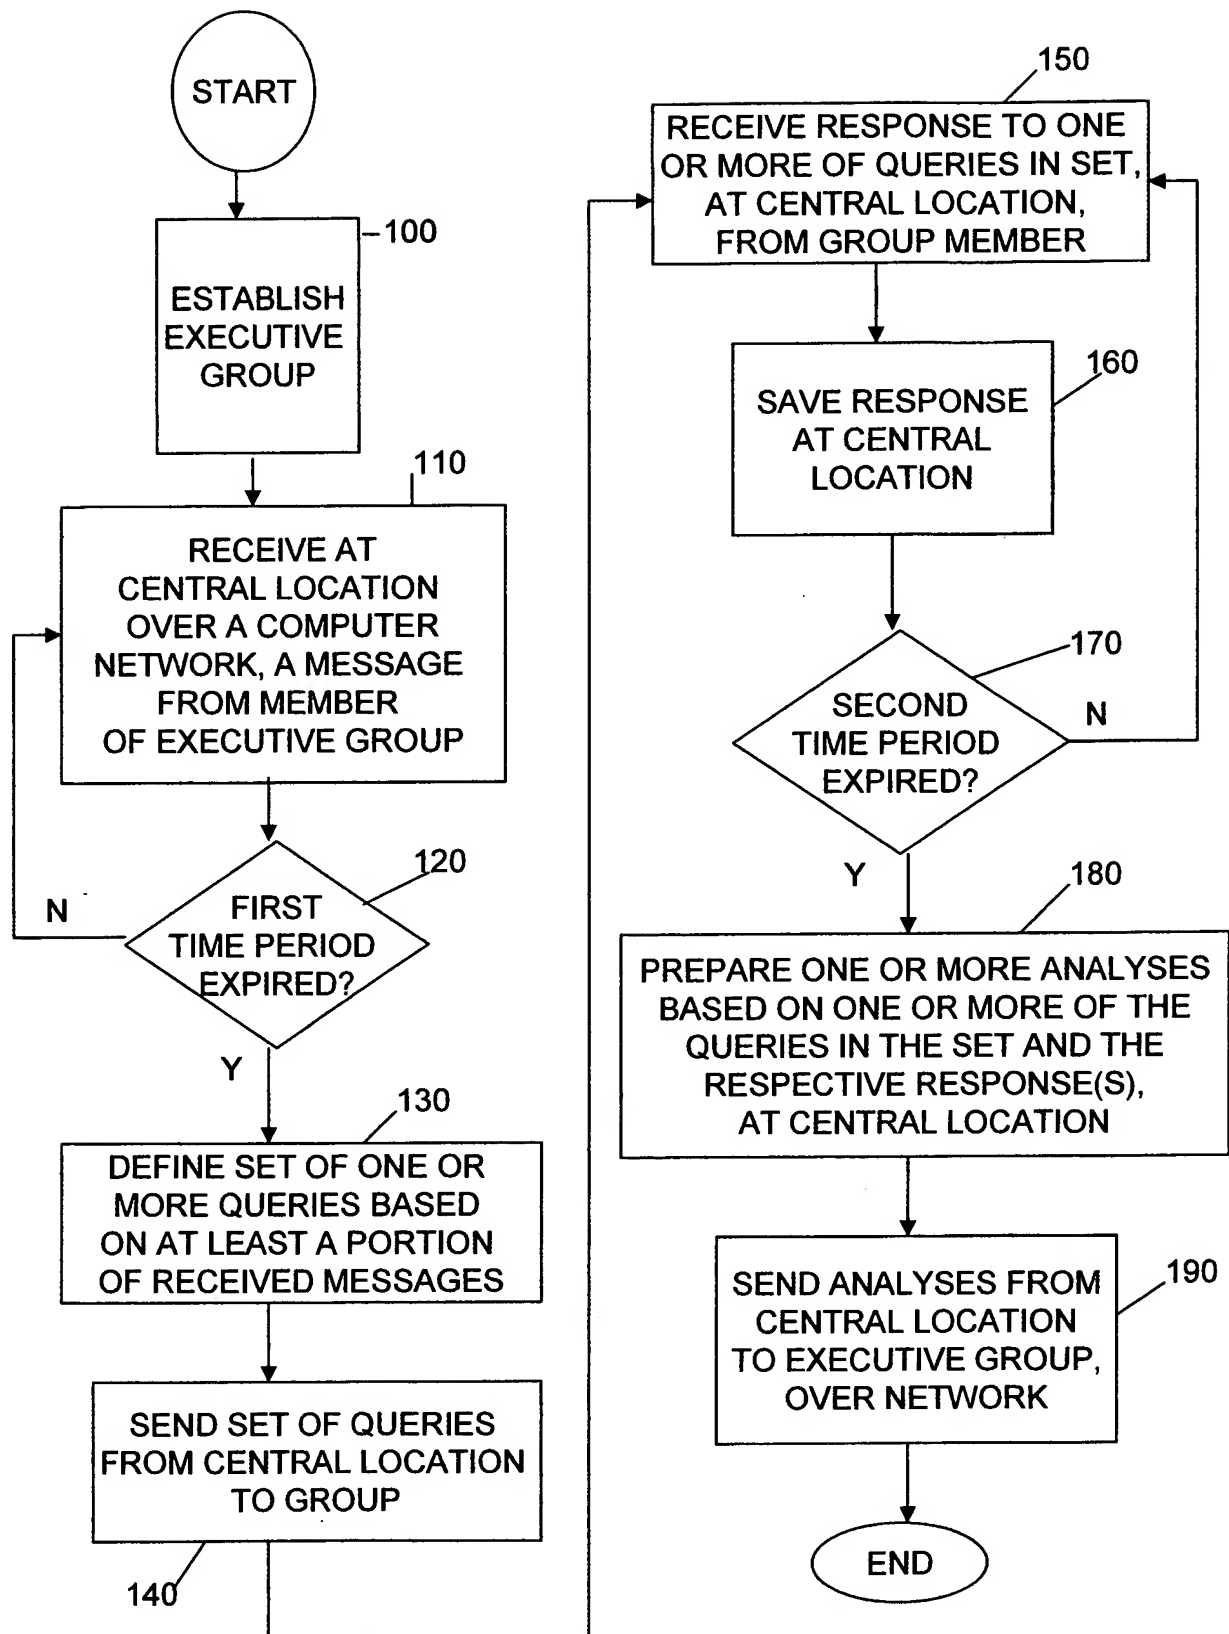 START
100
ESTABLISH
EXECUTIVE
GROUP
110
RECEIVE AT
CENTRAL LOCATION
OVER A COMPUTER
NETWORK, A MESSAGE
FROM MEMBER
OF EXECUTIVE GROUP
120
N
FIRST
TIME PERIOD
EXPIRED?
Y
130
DEFINE SET OF ONE OR
MORE QUERIES BASED
ON AT LEAST A PORTION
OF RECEIVED MESSAGES
SEND SET OF QUERIES
FROM CENTRAL LOCATION
TO GROUP
140
150
RECEIVE RESPONSE TO ONE
OR MORE OF QUERIES IN SET,
AT CENTRAL LOCATION,
FROM GROUP MEMBER
160
SAVE RESPONSE
AT CENTRAL
LOCATION
170
SECOND
TIME PERIOD
EXPIRED?
N
Y
180
PREPARE ONE OR MORE ANALYSES
BASED ON ONE OR MORE OF THE
QUERIES IN THE SET AND THE
RESPECTIVE RESPONSE(S),
AT CENTRAL LOCATION
190
SEND ANALYSES FROM
CENTRAL LOCATION
TO EXECUTIVE GROUP,
OVER NETWORK
END